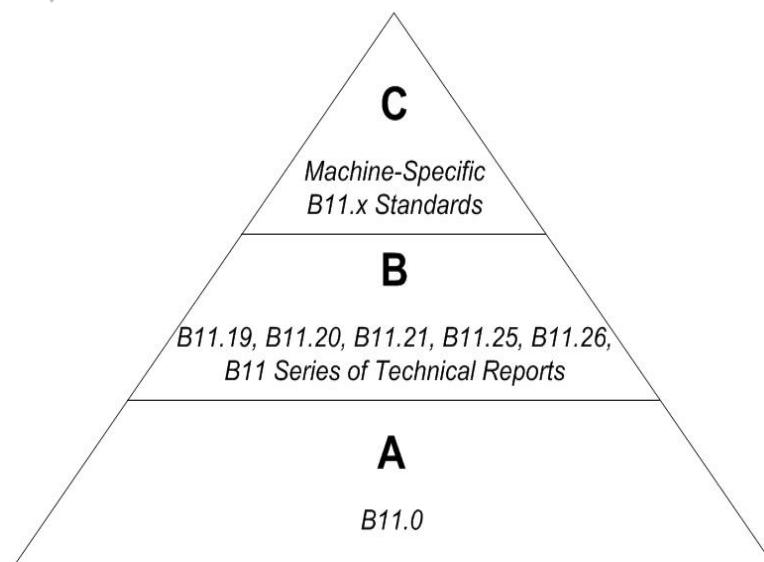 C
Machine-Specific
B11.x Standards
B
B11.19, B11.20, B11.21, B11.25, B11.26,
B11 Series of Technical Reports
A
B11.0